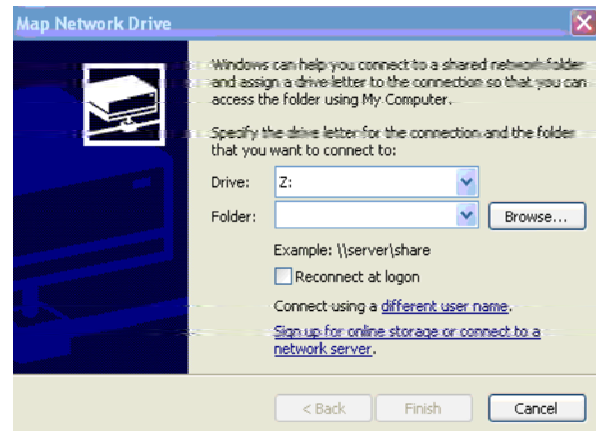 Map Network Drive
Windows can help you connect to a shared network folder
and assign a drive letter to the connection so that you can
access the folder using My Computer.
Specify the drive letter for the connection and the folder
that you want to connect to:
Drive: Z:
Folder: Browse...
Example: \\server\share
Reconnect at logon
Connect using a different user name.
Sign up for online storage or connect to a
network server.
< Back Finish Cancel